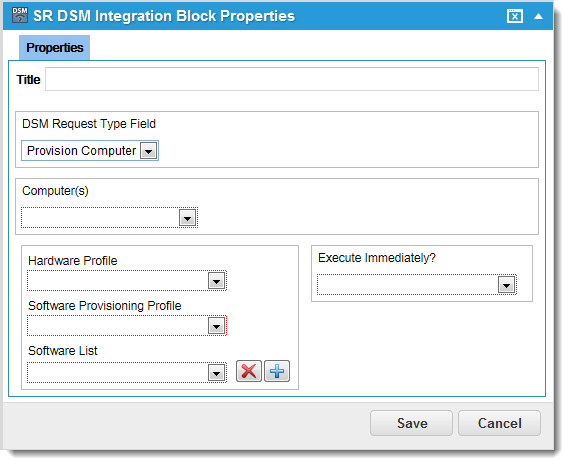 DSM SR DSM Integration Block Properties
Properties
Title
DSM Request Type Field
Provision Computer
Computer(s)
Hardware Profile
Execute Immediately?
Software Provisioning Profile
Software List
Save Cancel